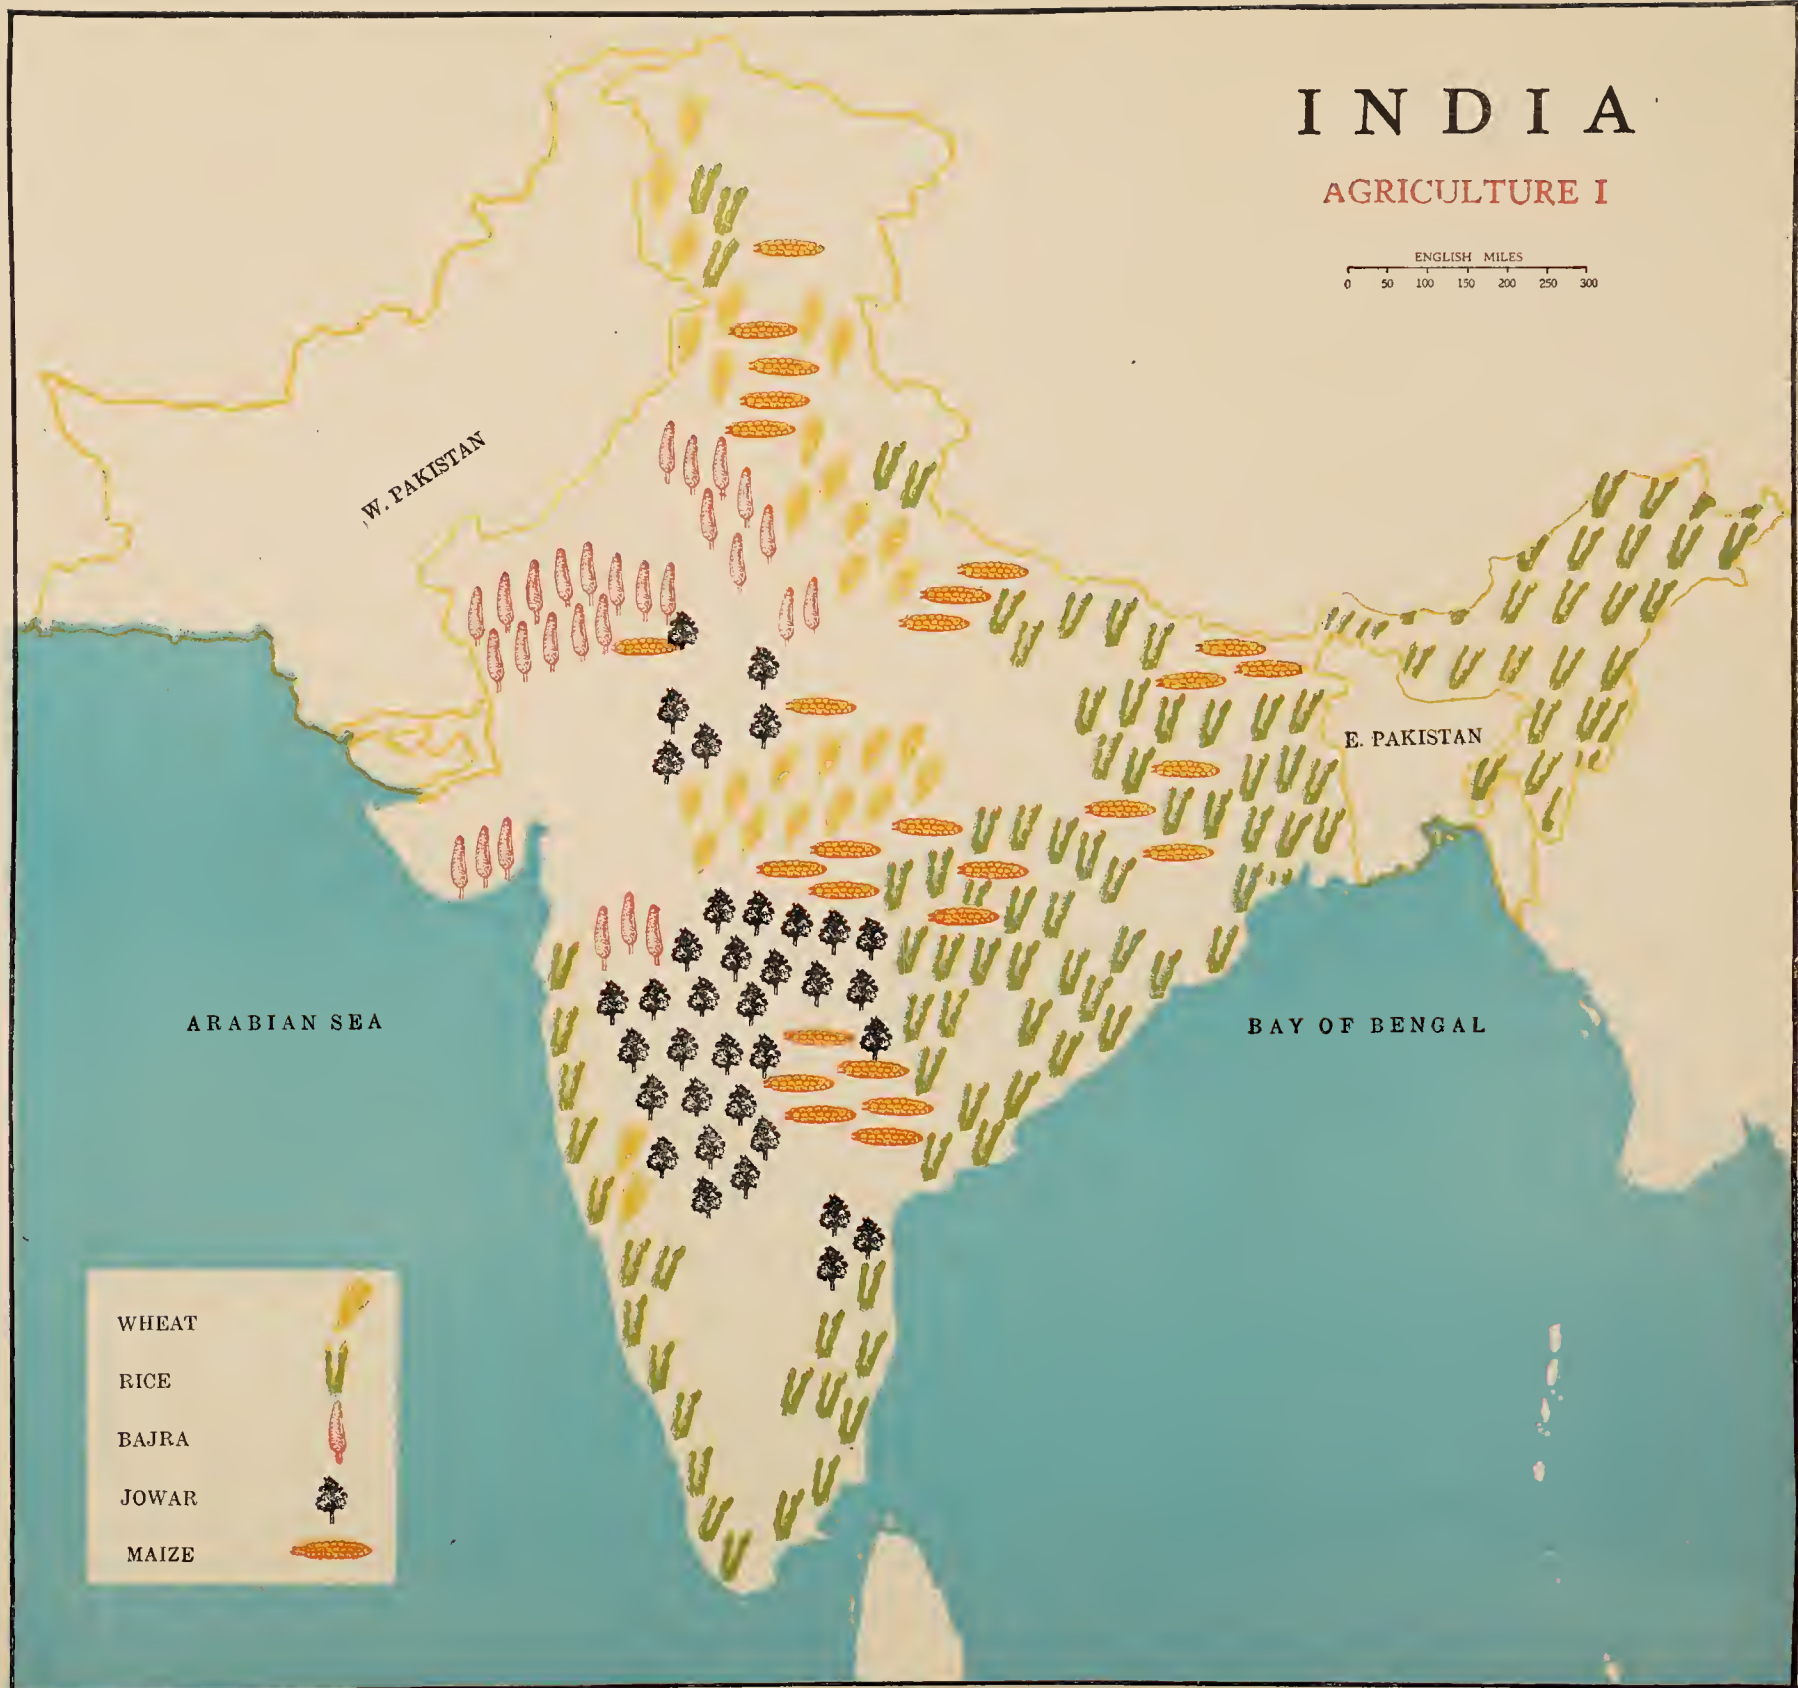 INDIA
AGRICULTURE I
ENGLISH MILES
0 50 100 150 200 250 300
W. PAKISTAN
E. PAKISTAN
ARABIAN SEA
BAY OF BENGAL
WHEAT
RICE
BAJRA
JOWAR
MAIZE